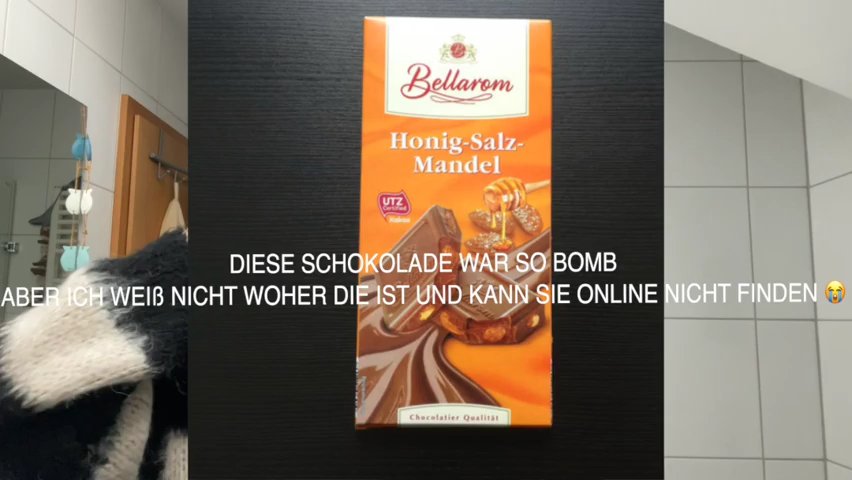 Bellarom
Honig-Salz-
Mandel
UTZ
Certified
Kakao
DIESE SCHOKOLADE WAR SO BOMB
ABER ICH WEIß NICHT WOHER DIE IST UND KANN SIE ONLINE NICHT FINDEN 😭
Chocolatier Qualität